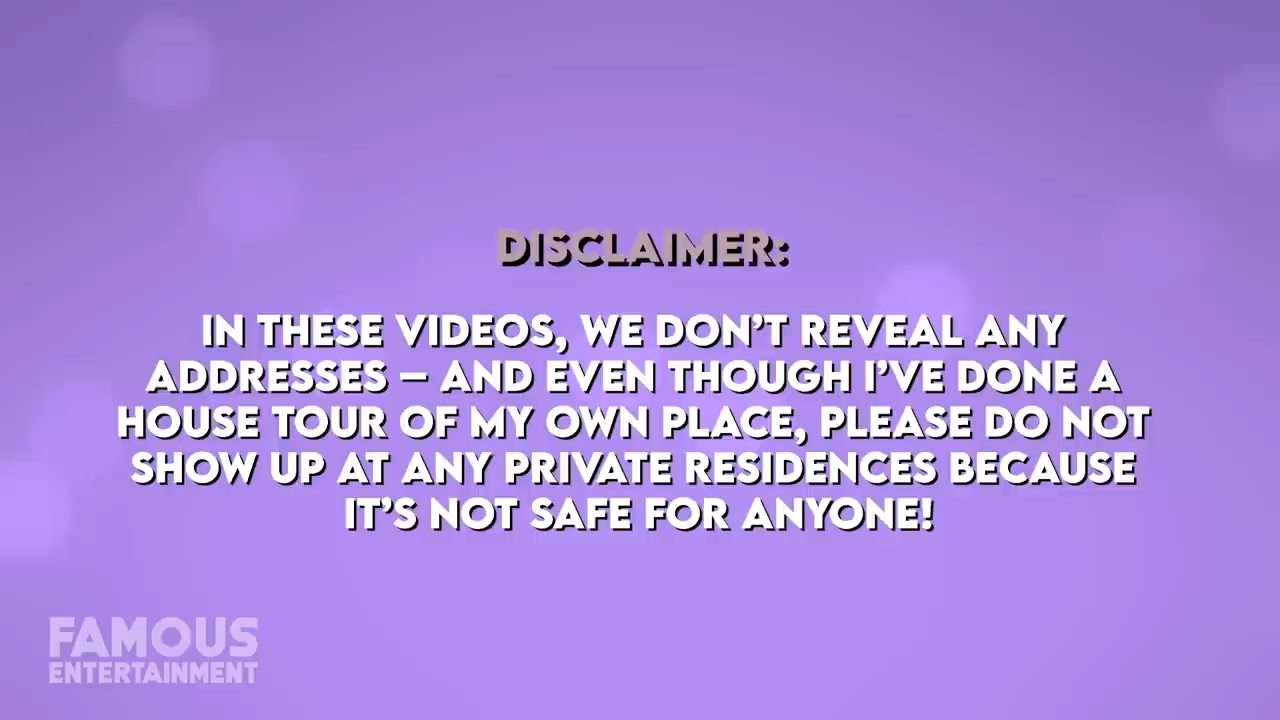 DISCLAIMER:
IN THESE VIDEOS, WE DON'T REVEAL ANY
ADDRESSES – AND EVEN THOUGH I'VE DONE A
HOUSE TOUR OF MY OWN PLACE, PLEASE DO NOT
SHOW UP AT ANY PRIVATE RESIDENCES BECAUSE
IT'S NOT SAFE FOR ANYONE!
FAMOUS
ENTERTAINMENT